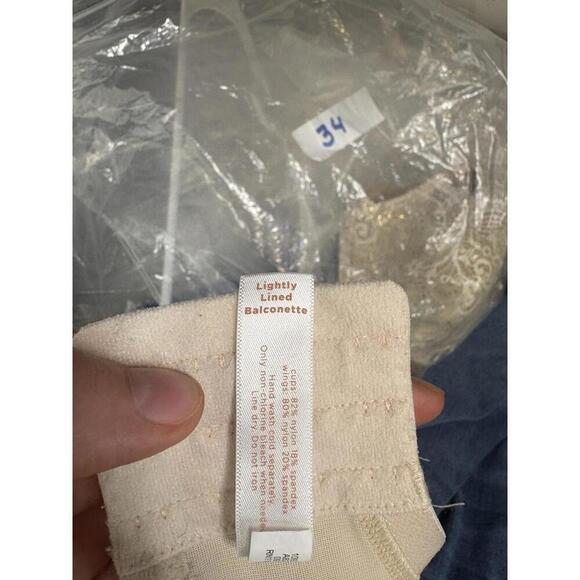 34
Lightly
Lined
Balconette
cups: 82% nylon 18% spandex
wings: 80% nylon 20% spandex
Hand wash cold separately.
Only non-chlorine bleach when needed
Line dry. Do not iron